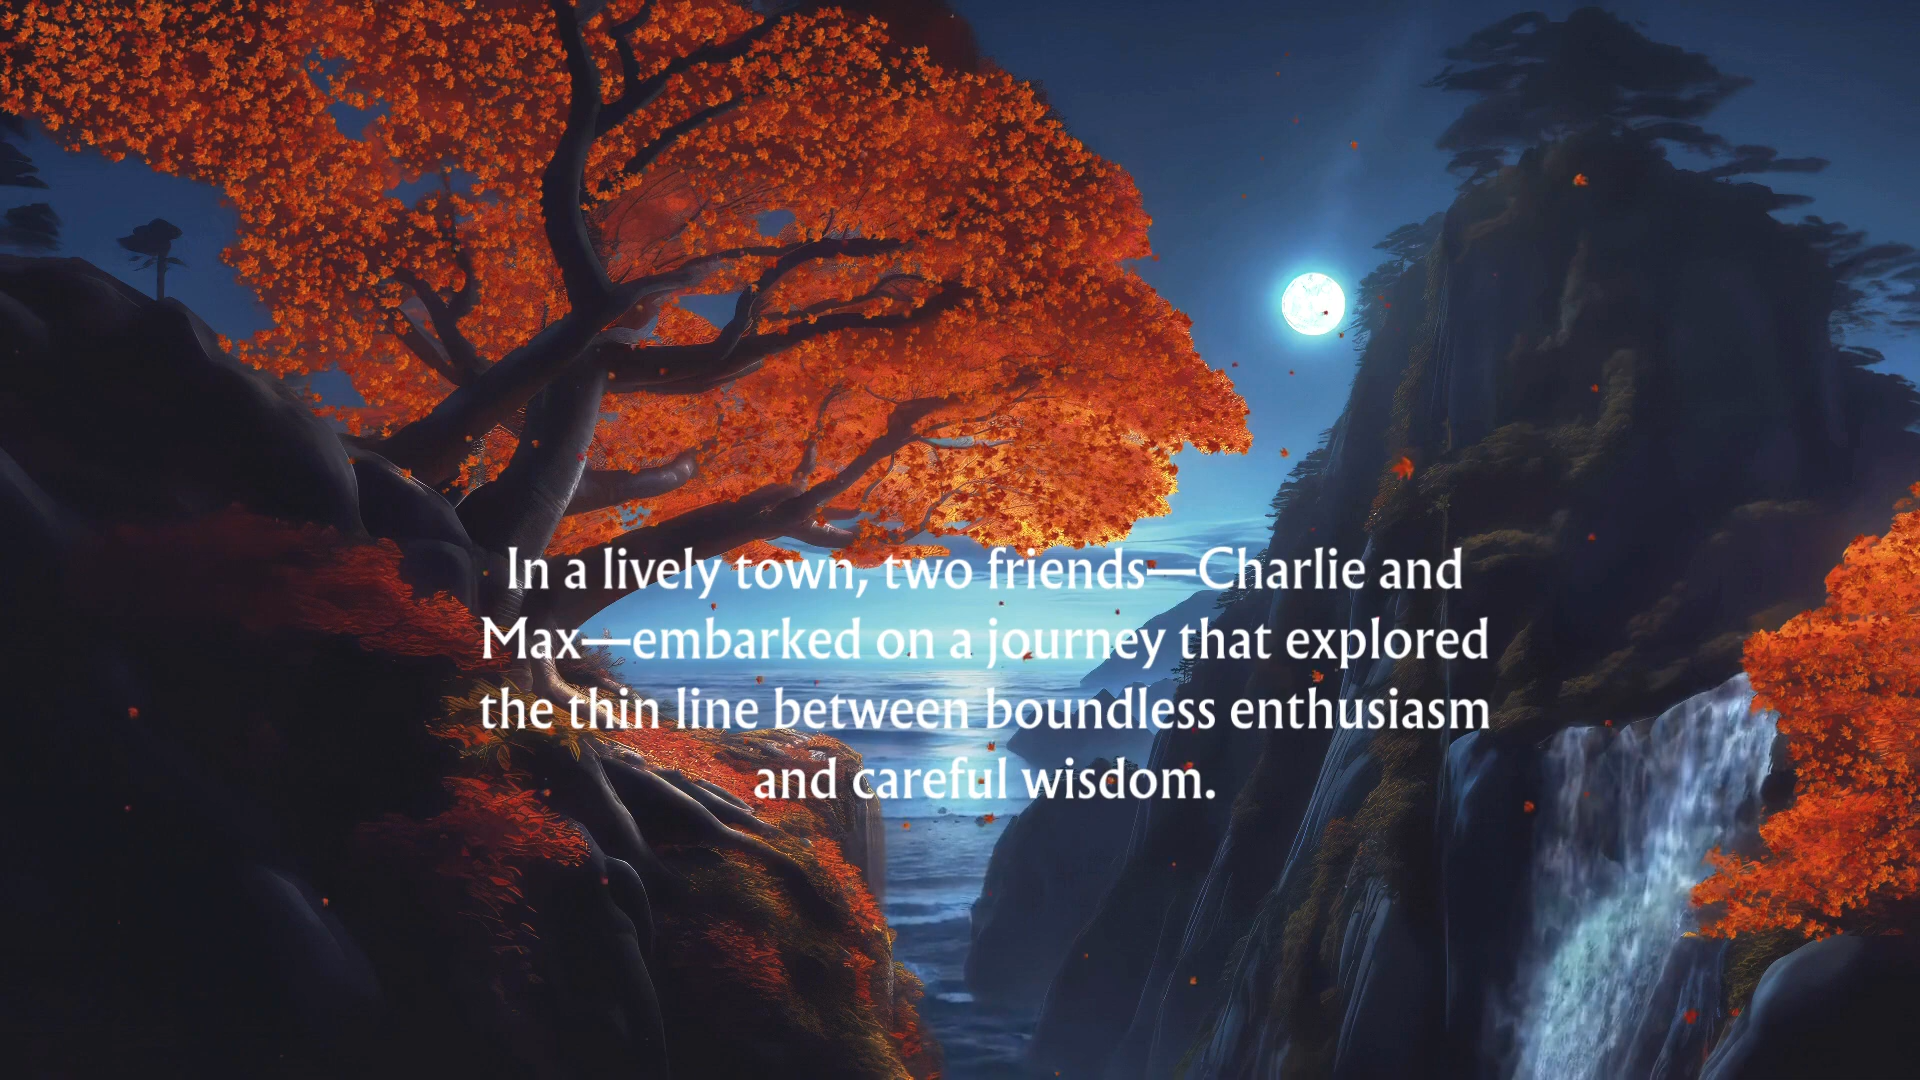 In a lively town, two friends—Charlie and
Max—embarked on a journey that explored
the thin line between boundless enthusiasm
and careful wisdom.